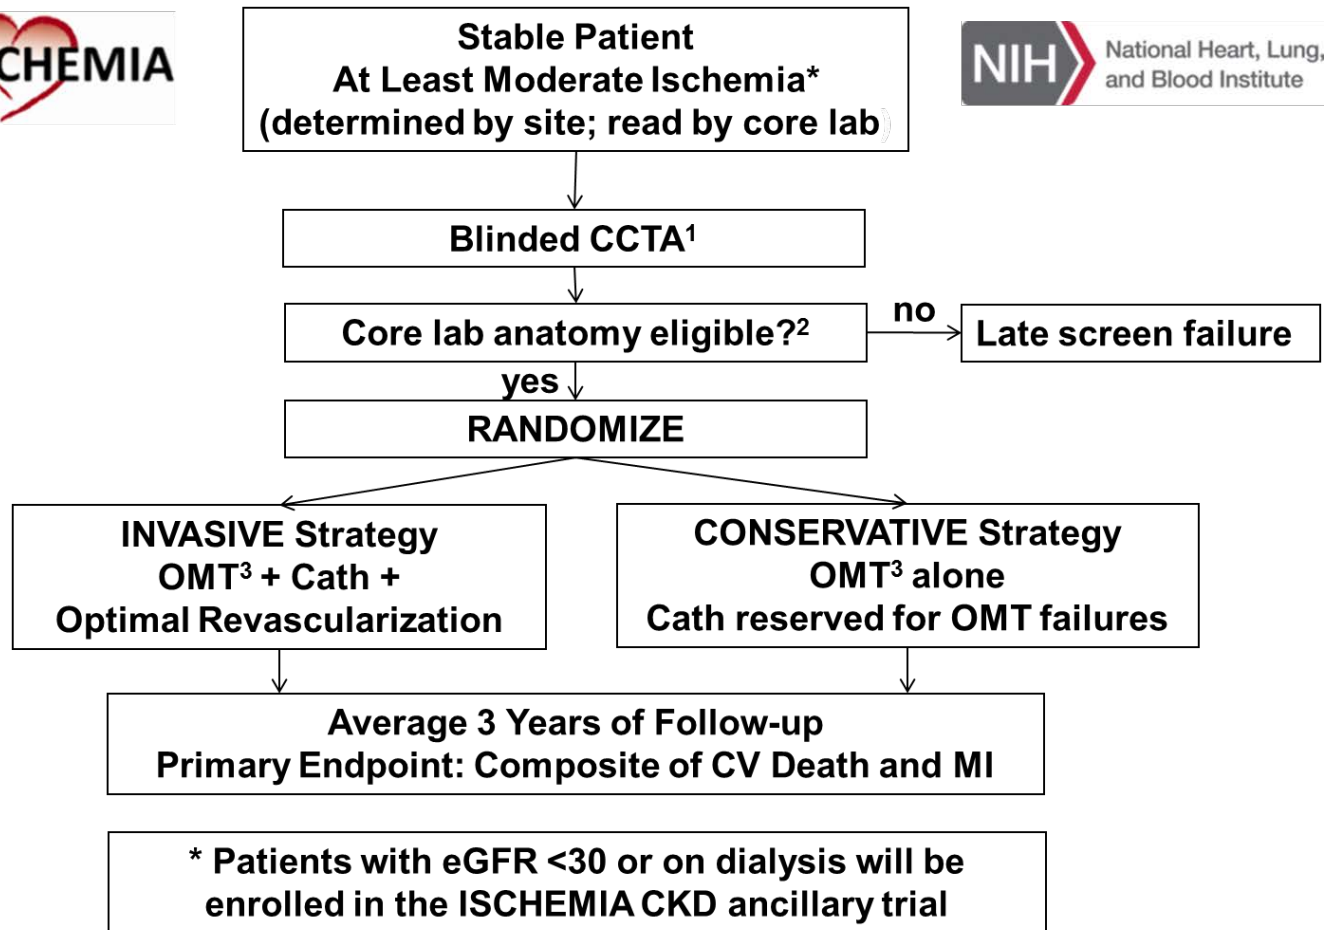 CHEMIA
Stable Patient
At Least Moderate Ischemia*
(determined by site; read by core lab)
NIH
National Heart, Lung,
and Blood Institute
Blinded CCTA¹
Core lab anatomy eligible?²
no
Late screen failure
yes
RANDOMIZE
INVASIVE Strategy
OMT³ + Cath +
Optimal Revascularization
CONSERVATIVE Strategy
OMT³ alone
Cath reserved for OMT failures
Average 3 Years of Follow-up
Primary Endpoint: Composite of CV Death and MI
* Patients with eGFR <30 or on dialysis will be
enrolled in the ISCHEMIA CKD ancillary trial